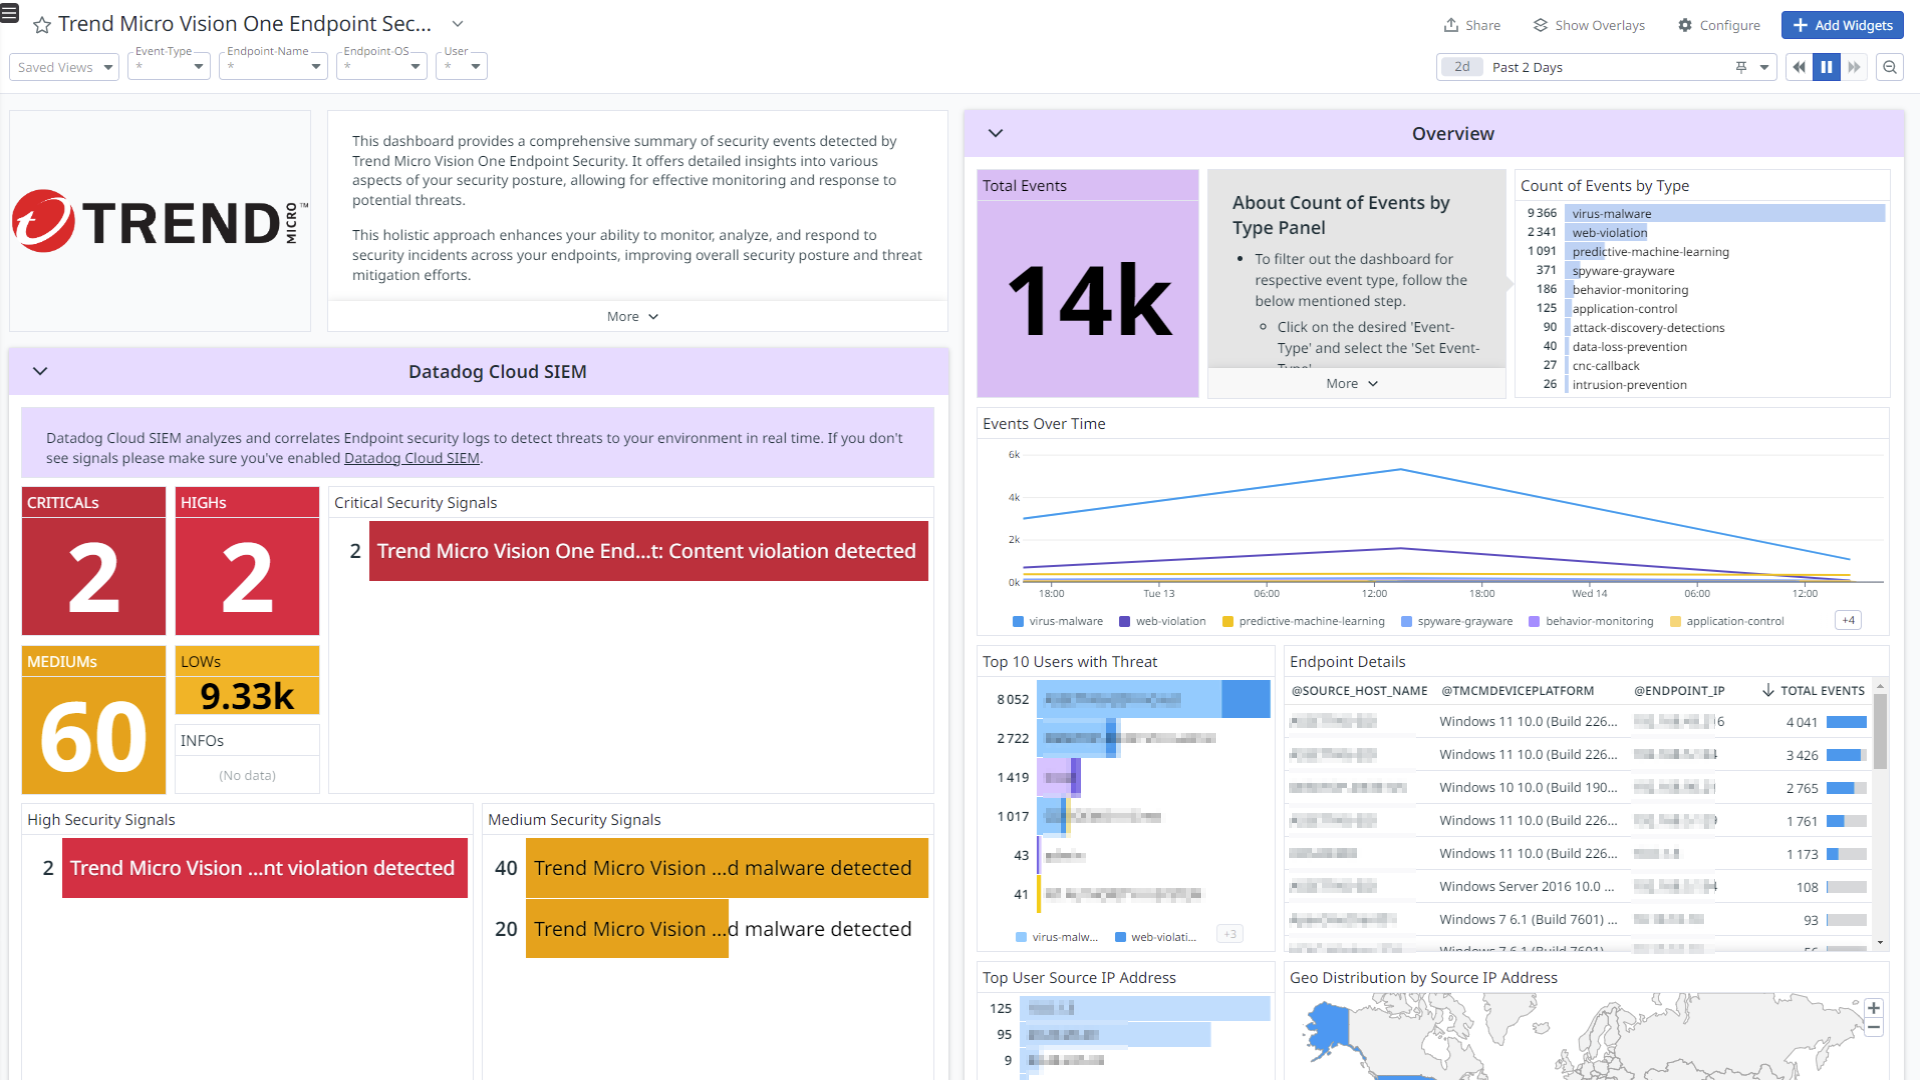 Trend Micro Vision One Endpoint Sec...
Share
Show Overlays
Configure
Add Widgets
Saved Views
Event-Type
*
Endpoint-Name
*
Endpoint-OS
*
User
*
2d
Past 2 Days
TREND MICRO™
This dashboard provides a comprehensive summary of security events detected by
Trend Micro Vision One Endpoint Security. It offers detailed insights into various
aspects of your security posture, allowing for effective monitoring and response to
potential threats.
This holistic approach enhances your ability to monitor, analyze, and respond to
security incidents across your endpoints, improving overall security posture and threat
mitigation efforts.
More
Datadog Cloud SIEM
Datadog Cloud SIEM analyzes and correlates Endpoint security logs to detect threats to your environment in real time. If you don't
see signals please make sure you've enabled Datadog Cloud SIEM.
CRITICALs
2
HIGHs
2
MEDIUMs
60
LOWs
9.33k
INFOs
(No data)
Critical Security Signals
2 Trend Micro Vision One End...t: Content violation detected
High Security Signals
2 Trend Micro Vision ...nt violation detected
Medium Security Signals
40 Trend Micro Vision ...d malware detected
20 Trend Micro Vision ...d malware detected
Overview
Total Events
14k
About Count of Events by
Type Panel
• To filter out the dashboard for
respective event type, follow the
below mentioned step.
Click on the desired 'Event-
Type' and select the 'Set Event-
More
Count of Events by Type
9 366 virus-malware
2 341 web-violation
1 091 predictive-machine-learning
371 spyware-grayware
186 behavior-monitoring
125 application-control
90 attack-discovery-detections
40 data-loss-prevention
27 cnc-callback
26 intrusion-prevention
Events Over Time
6k
4k
2k
0k
18:00 Tue 13 06:00 12:00 18:00 Wed 14 06:00 12:00
virus-malware web-violation predictive-machine-learning spyware-grayware behavior-monitoring application-control +4
Top 10 Users with Threat
8 052
2 722
1 419
1 017
43
41
virus-malw... web-violati... +3
Endpoint Details
@SOURCE_HOST_NAME @TMCMDEVICEPLATFORM @ENDPOINT_IP TOTAL EVENTS
Windows 11 10.0 (Build 226... 4 041
Windows 11 10.0 (Build 226... 3 426
Windows 10 10.0 (Build 190... 2 765
Windows 11 10.0 (Build 226... 1 761
Windows 11 10.0 (Build 226... 1 173
Windows Server 2016 10.0 ... 108
Windows 7 6.1 (Build 7601) ... 93
Windows 7 6.1 (Build 7601)
Top User Source IP Address
125
95
9
Geo Distribution by Source IP Address
+
−